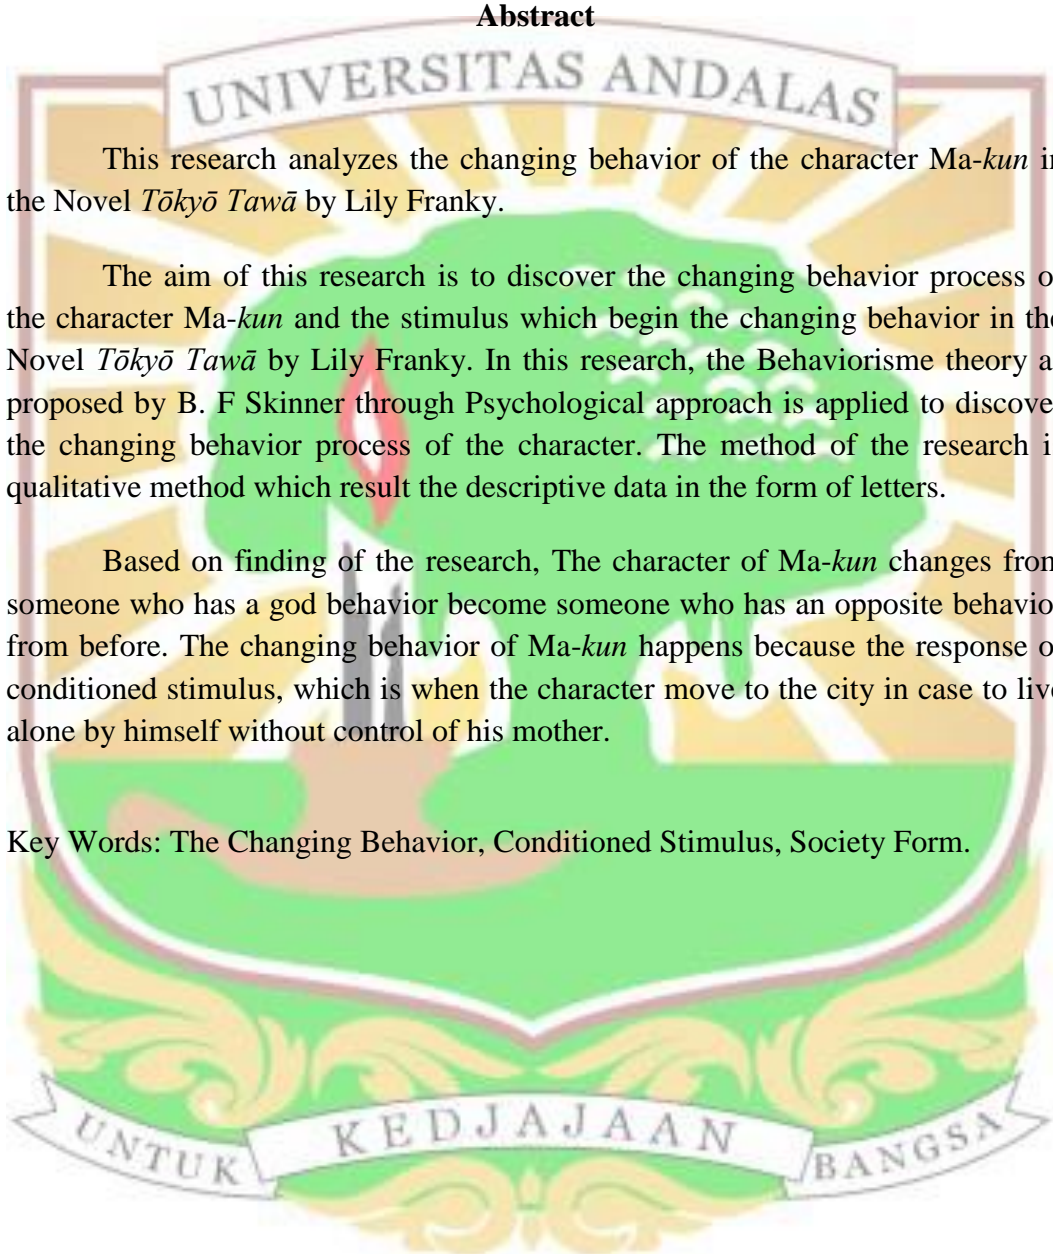 Abstract
UNIVERSITAS ANDALAS
This research analyzes the changing behavior of the character Ma-kun i
the Novel Tōkyō Tawā by Lily Franky.
The aim of this research is to discover the changing behavior process o
the character Ma-kun and the stimulus which begin the changing behavior in the
Novel Tōkyō Tawā by Lily Franky. In this research, the Behaviorisme theory a
proposed by B. F Skinner through Psychological approach is applied to discove
the changing behavior process of the character. The method of the research i
qualitative method which result the descriptive data in the form of letters.
Based on finding of the research, The character of Ma-kun changes from
someone who has a god behavior become someone who has an opposite behavio
from before. The changing behavior of Ma-kun happens because the response o
conditioned stimulus, which is when the character move to the city in case to live
alone by himself without control of his mother.
Key Words: The Changing Behavior, Conditioned Stimulus, Society Form.
UNTUK KEDJAJAAN BANGSA